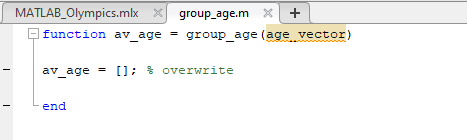 MATLAB_Olympics.mlx × group_age.m × +
function av_age = group_age(age_vector)
av_age = []; % overwrite
end